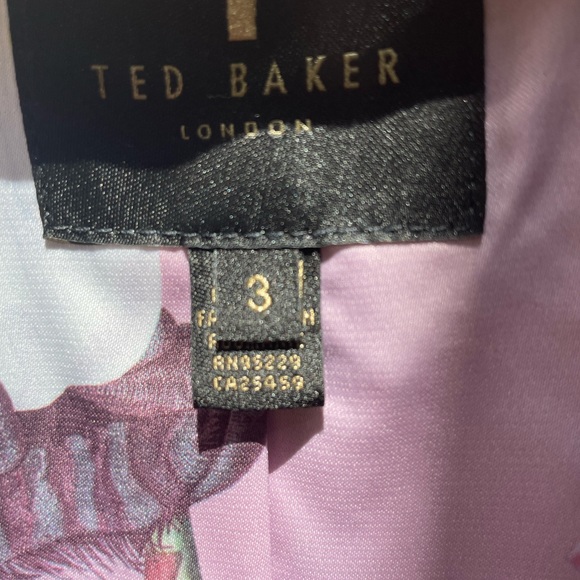 T
TED BAKER
LONDON
3
RN95229
CA25459